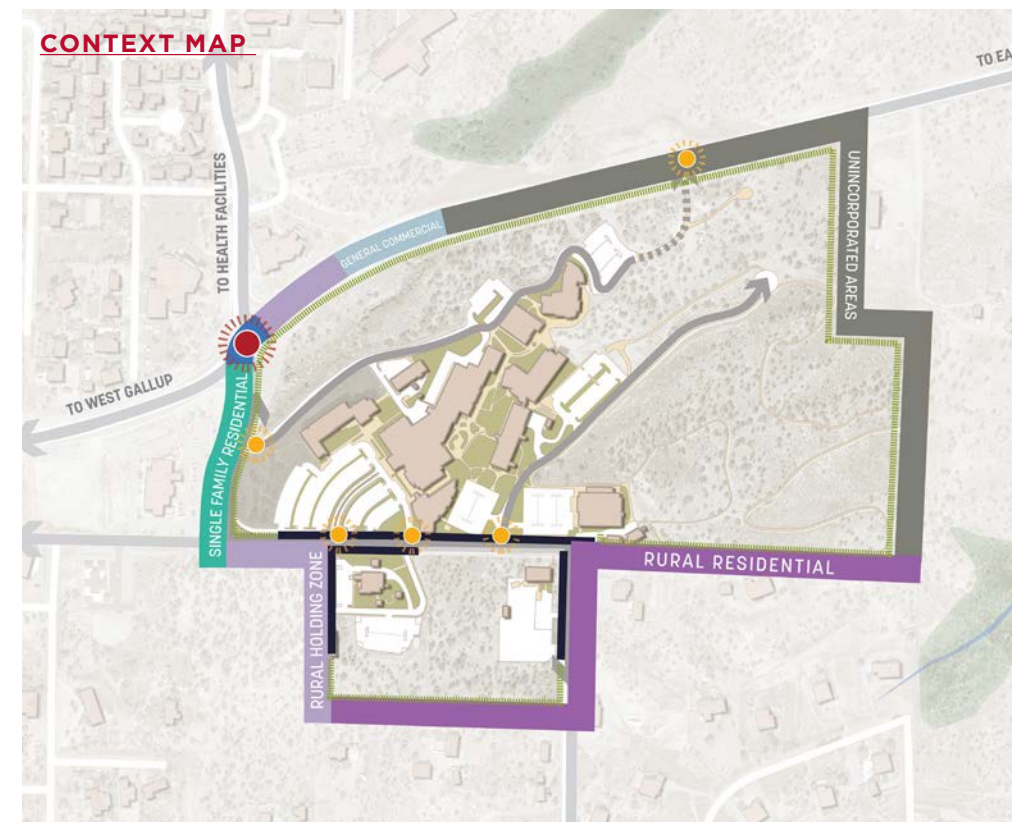 CONTEXT MAP
TO EA
TO HEALTH FACILITIES
UNINCORPORATED AREAS
GENERAL COMMERCIAL
TO WEST GALLUP
SINGLE FAMILY RESIDENTIAL
RURAL RESIDENTIAL
RURAL HOLDING ZONE